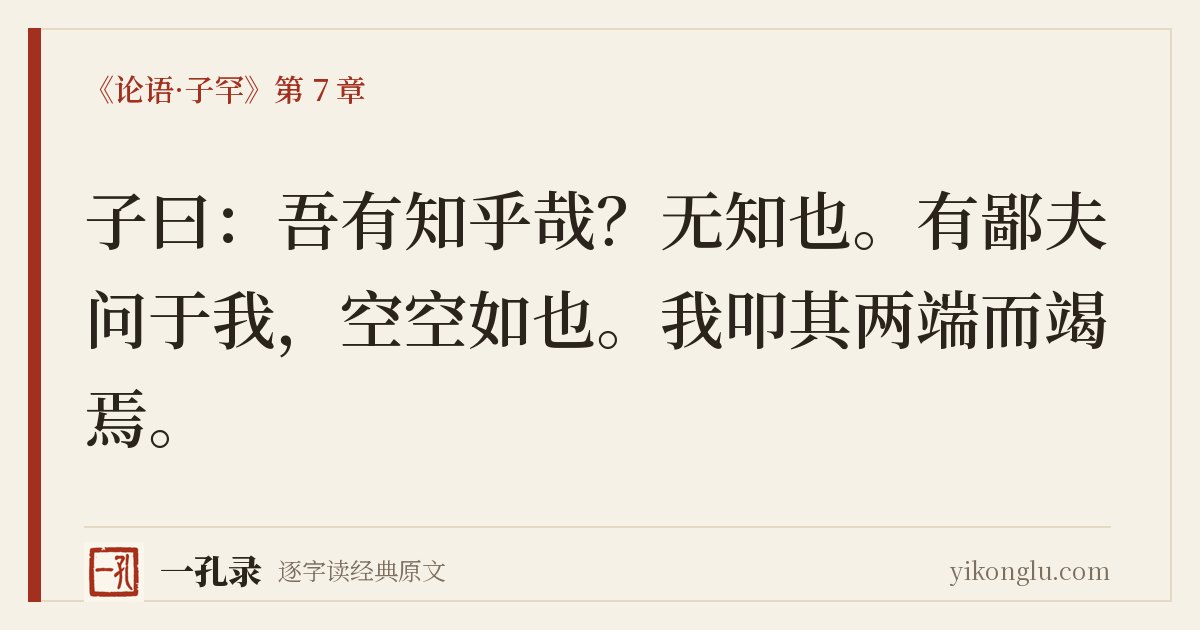 《论语·子罕》第 7 章
子曰：吾有知乎哉？无知也。有鄙夫
问于我，空空如也。我叩其两端而竭
焉。
一孔
一孔录 逐字读经典原文 yikonglu.com